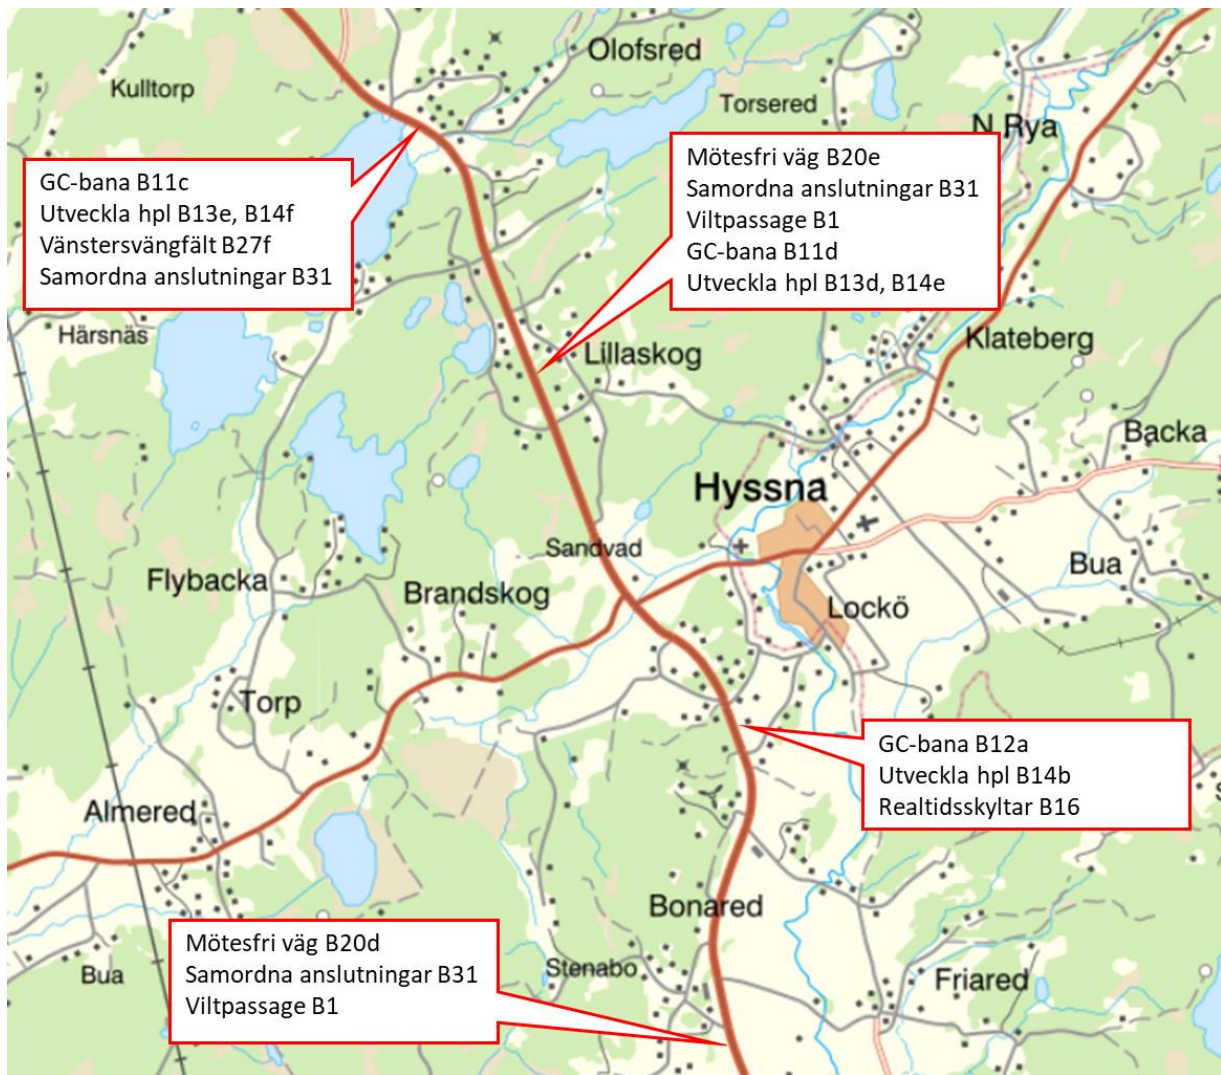 Olofsred
Kulltorp
Torsered
N Rya
GC-bana B11c
Utveckla hpl B13e, B14f
Vänstersvängfält B27f
Samordna anslutningar B31
Mötesfri väg B20e
Samordna anslutningar B31
Viltpassage B1
GC-bana B11d
Utveckla hpl B13d, B14e
Härsnäs
Lillaskog
Klateberg
Backa
Hyssna
Sandvad
Flybacka
Brandskog
Bua
Lockö
Torp
GC-bana B12a
Utveckla hpl B14b
Realtidsskyltar B16
Almered
Bonared
Mötesfri väg B20d
Samordna anslutningar B31
Viltpassage B1
Bua
Stenabo
Friared